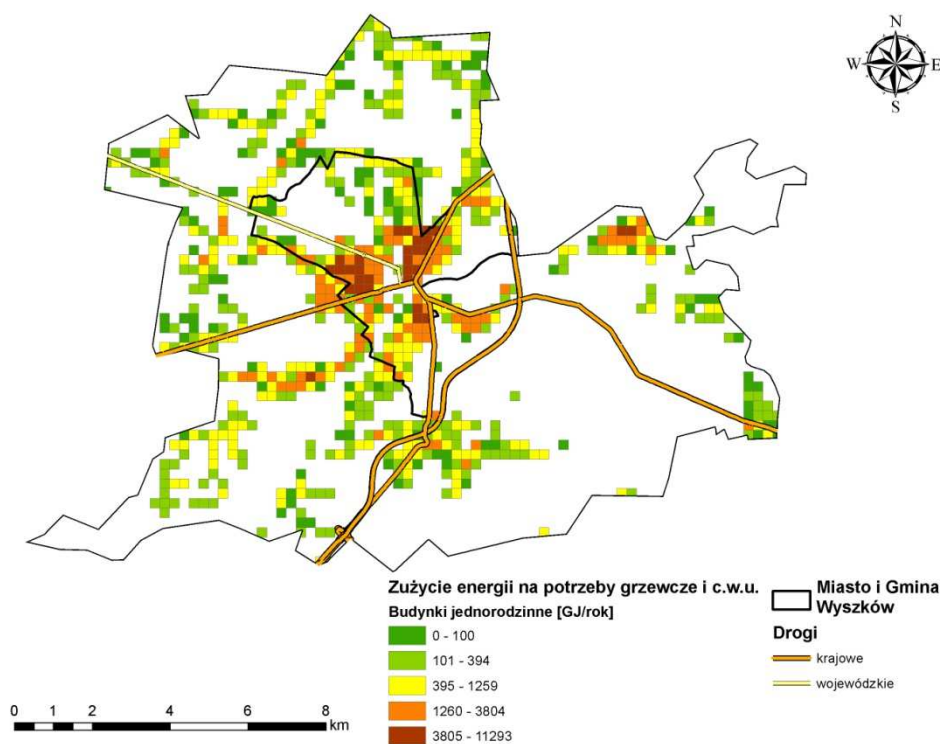 N
W E
S
Zużycie energii na potrzeby grzewcze i c.w.u.
Budynki jednorodzinne [GJ/rok]
0 - 100
101 - 394
395 - 1259
1260 - 3804
3805 - 11293
Miasto i Gmina
Wyszków
Drogi
krajowe
wojewódzkie
0 1 2 4 6 8
km